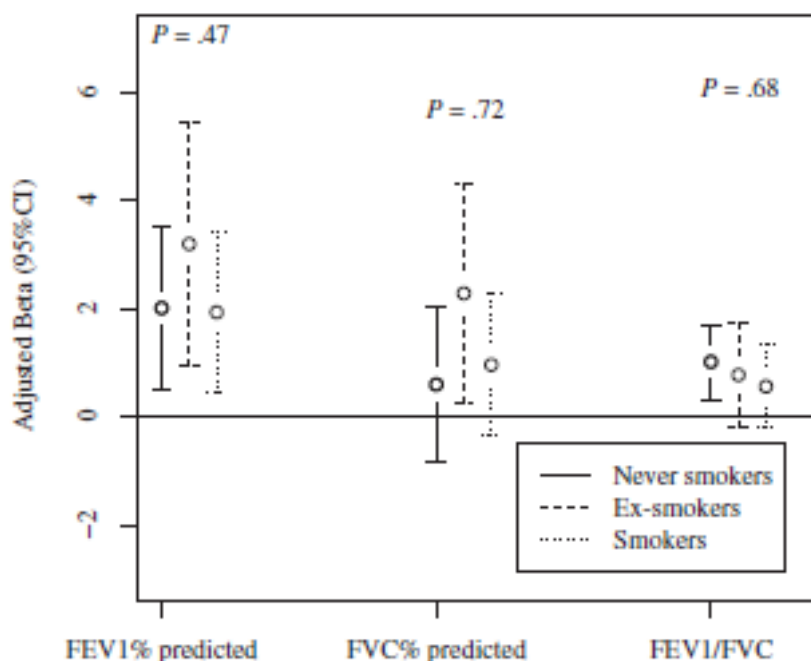 P = .47
P = .72
P = .68
6
4
2
0
−2
Adjusted Beta (95%CI)
Never smokers
Ex-smokers
Smokers
FEV1% predicted
FVC% predicted
FEV1/FVC